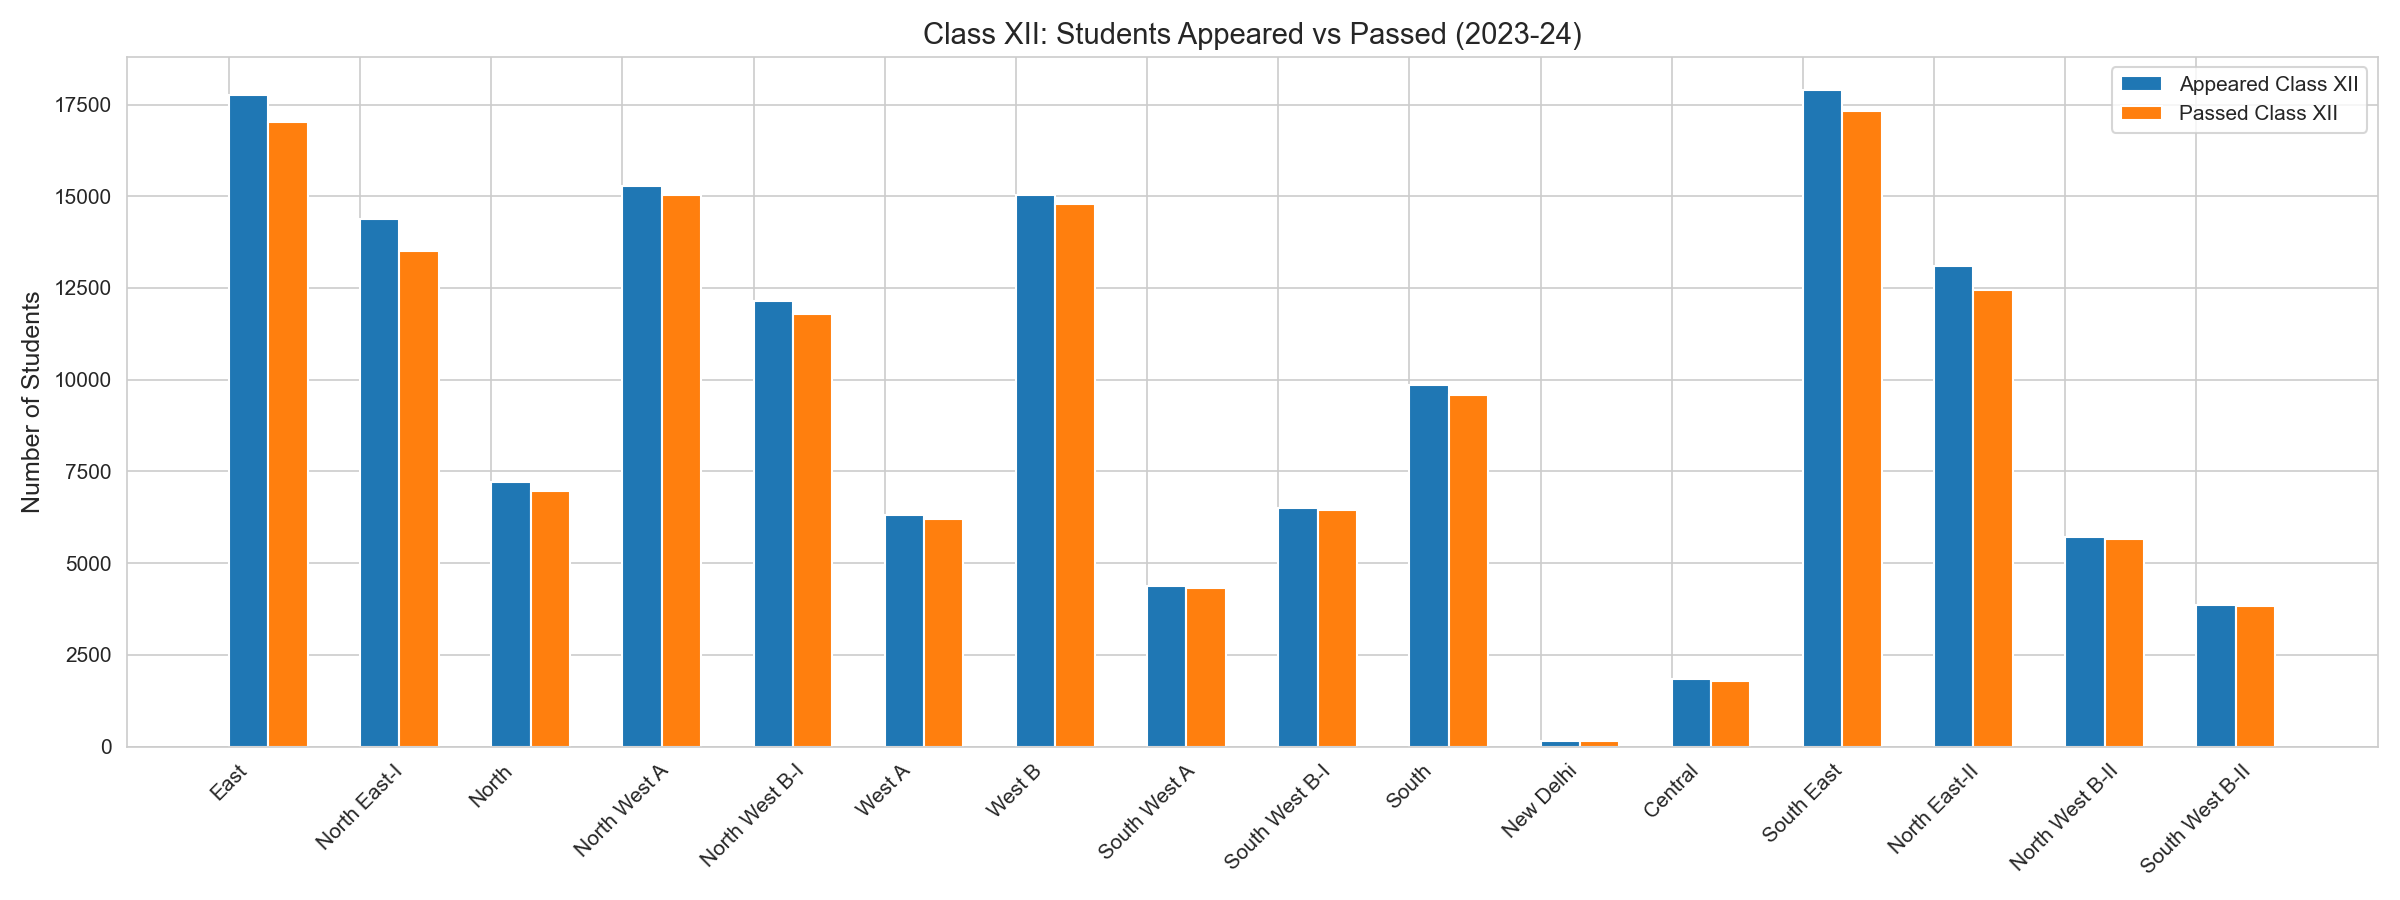 Class XII: Students Appeared vs Passed (2023-24)
Appeared Class XII
Passed Class XII
Number of Students
17500
15000
12500
10000
7500
5000
2500
0
East
North East-I
North
North West A
North West B-I
West A
West B
South West A
South West B-I
South
New Delhi
Central
South East
North East-II
North West B-II
South West B-II